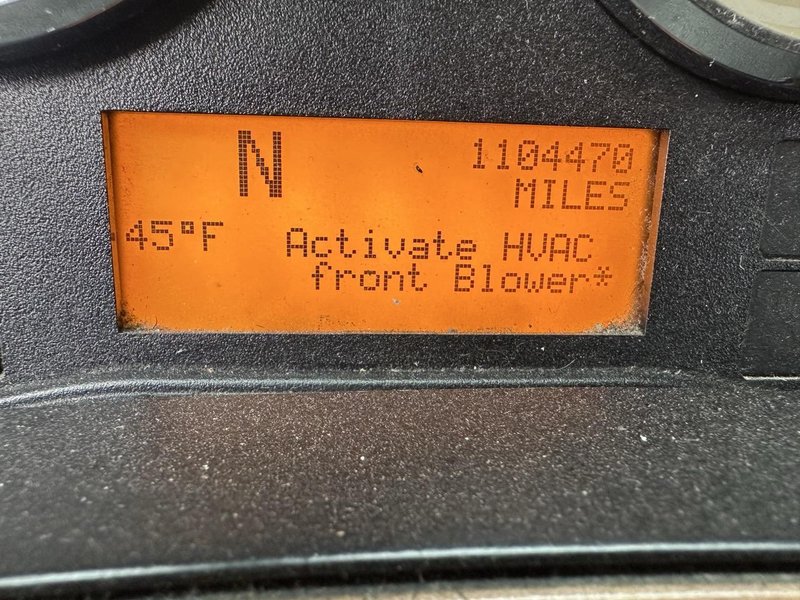 N
1104470
MILES
-45°F
Activate HVAC
front Blower*